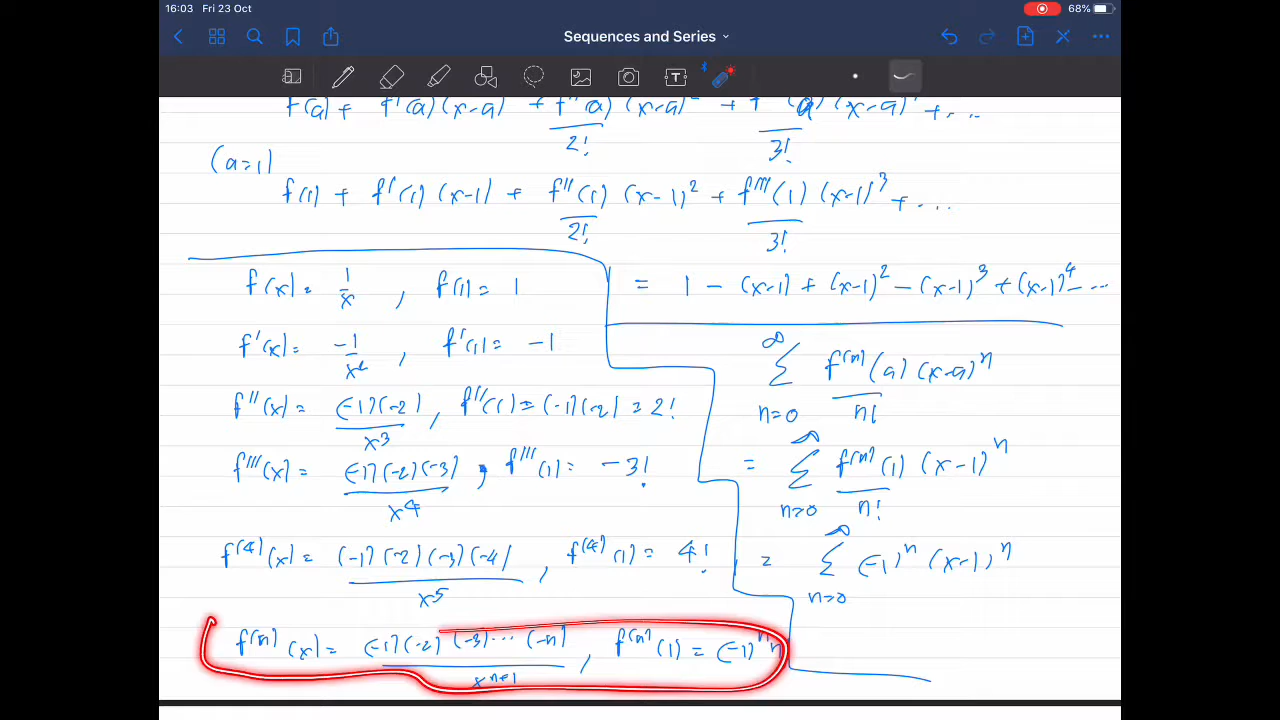 16:03 Fri 23 Oct 68%
Sequences and Series
f(a) + f'(a) (x-a) + f''(a)/2! (x-a)² + f'''(a)/3! (x-a)³ + ...
(a=1)
f(1) + f'(1) (x-1) + f''(1)/2! (x-1)² + f'''(1)/3! (x-1)³ + ...
f(x) = 1/x , f(1) = 1
= 1 - (x-1) + (x-1)² - (x-1)³ + (x-1)⁴ - ...
f'(x) = -1/x² , f'(1) = -1
∞ ∑ n=0 f⁽ⁿ⁾(a)/n! (x-a)ⁿ
f''(x) = (-1)(-2)/x³ , f''(1) = (-1)(-2) = 2!
f'''(x) = (-1)(-2)(-3)/x⁴ , f'''(1) = -3!
= ∞ ∑ n=0 f⁽ⁿ⁾(1)/n! (x-1)ⁿ
f⁽⁴⁾(x) = (-1)(-2)(-3)(-4)/x⁵ , f⁽⁴⁾(1) = 4!
= ∞ ∑ n=0 (-1)ⁿ (x-1)ⁿ
f⁽ⁿ⁾(x) = (-1)(-2)(-3)...(-n)/xⁿ⁺¹ , f⁽ⁿ⁾(1) = (-1)ⁿ n